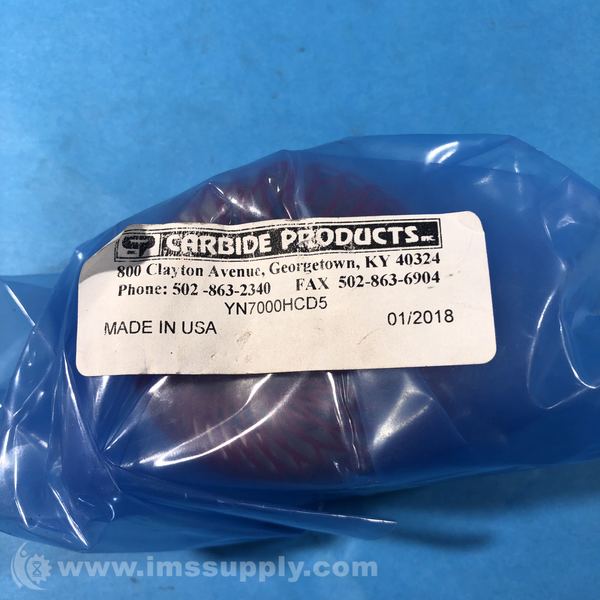 CP CARBIDE PRODUCTS INC
800 Clayton Avenue, Georgetown, KY 40324
Phone: 502 -863-2340 FAX 502-863-6904
YN7000HCD5
MADE IN USA 01/2018
www.imssupply.com